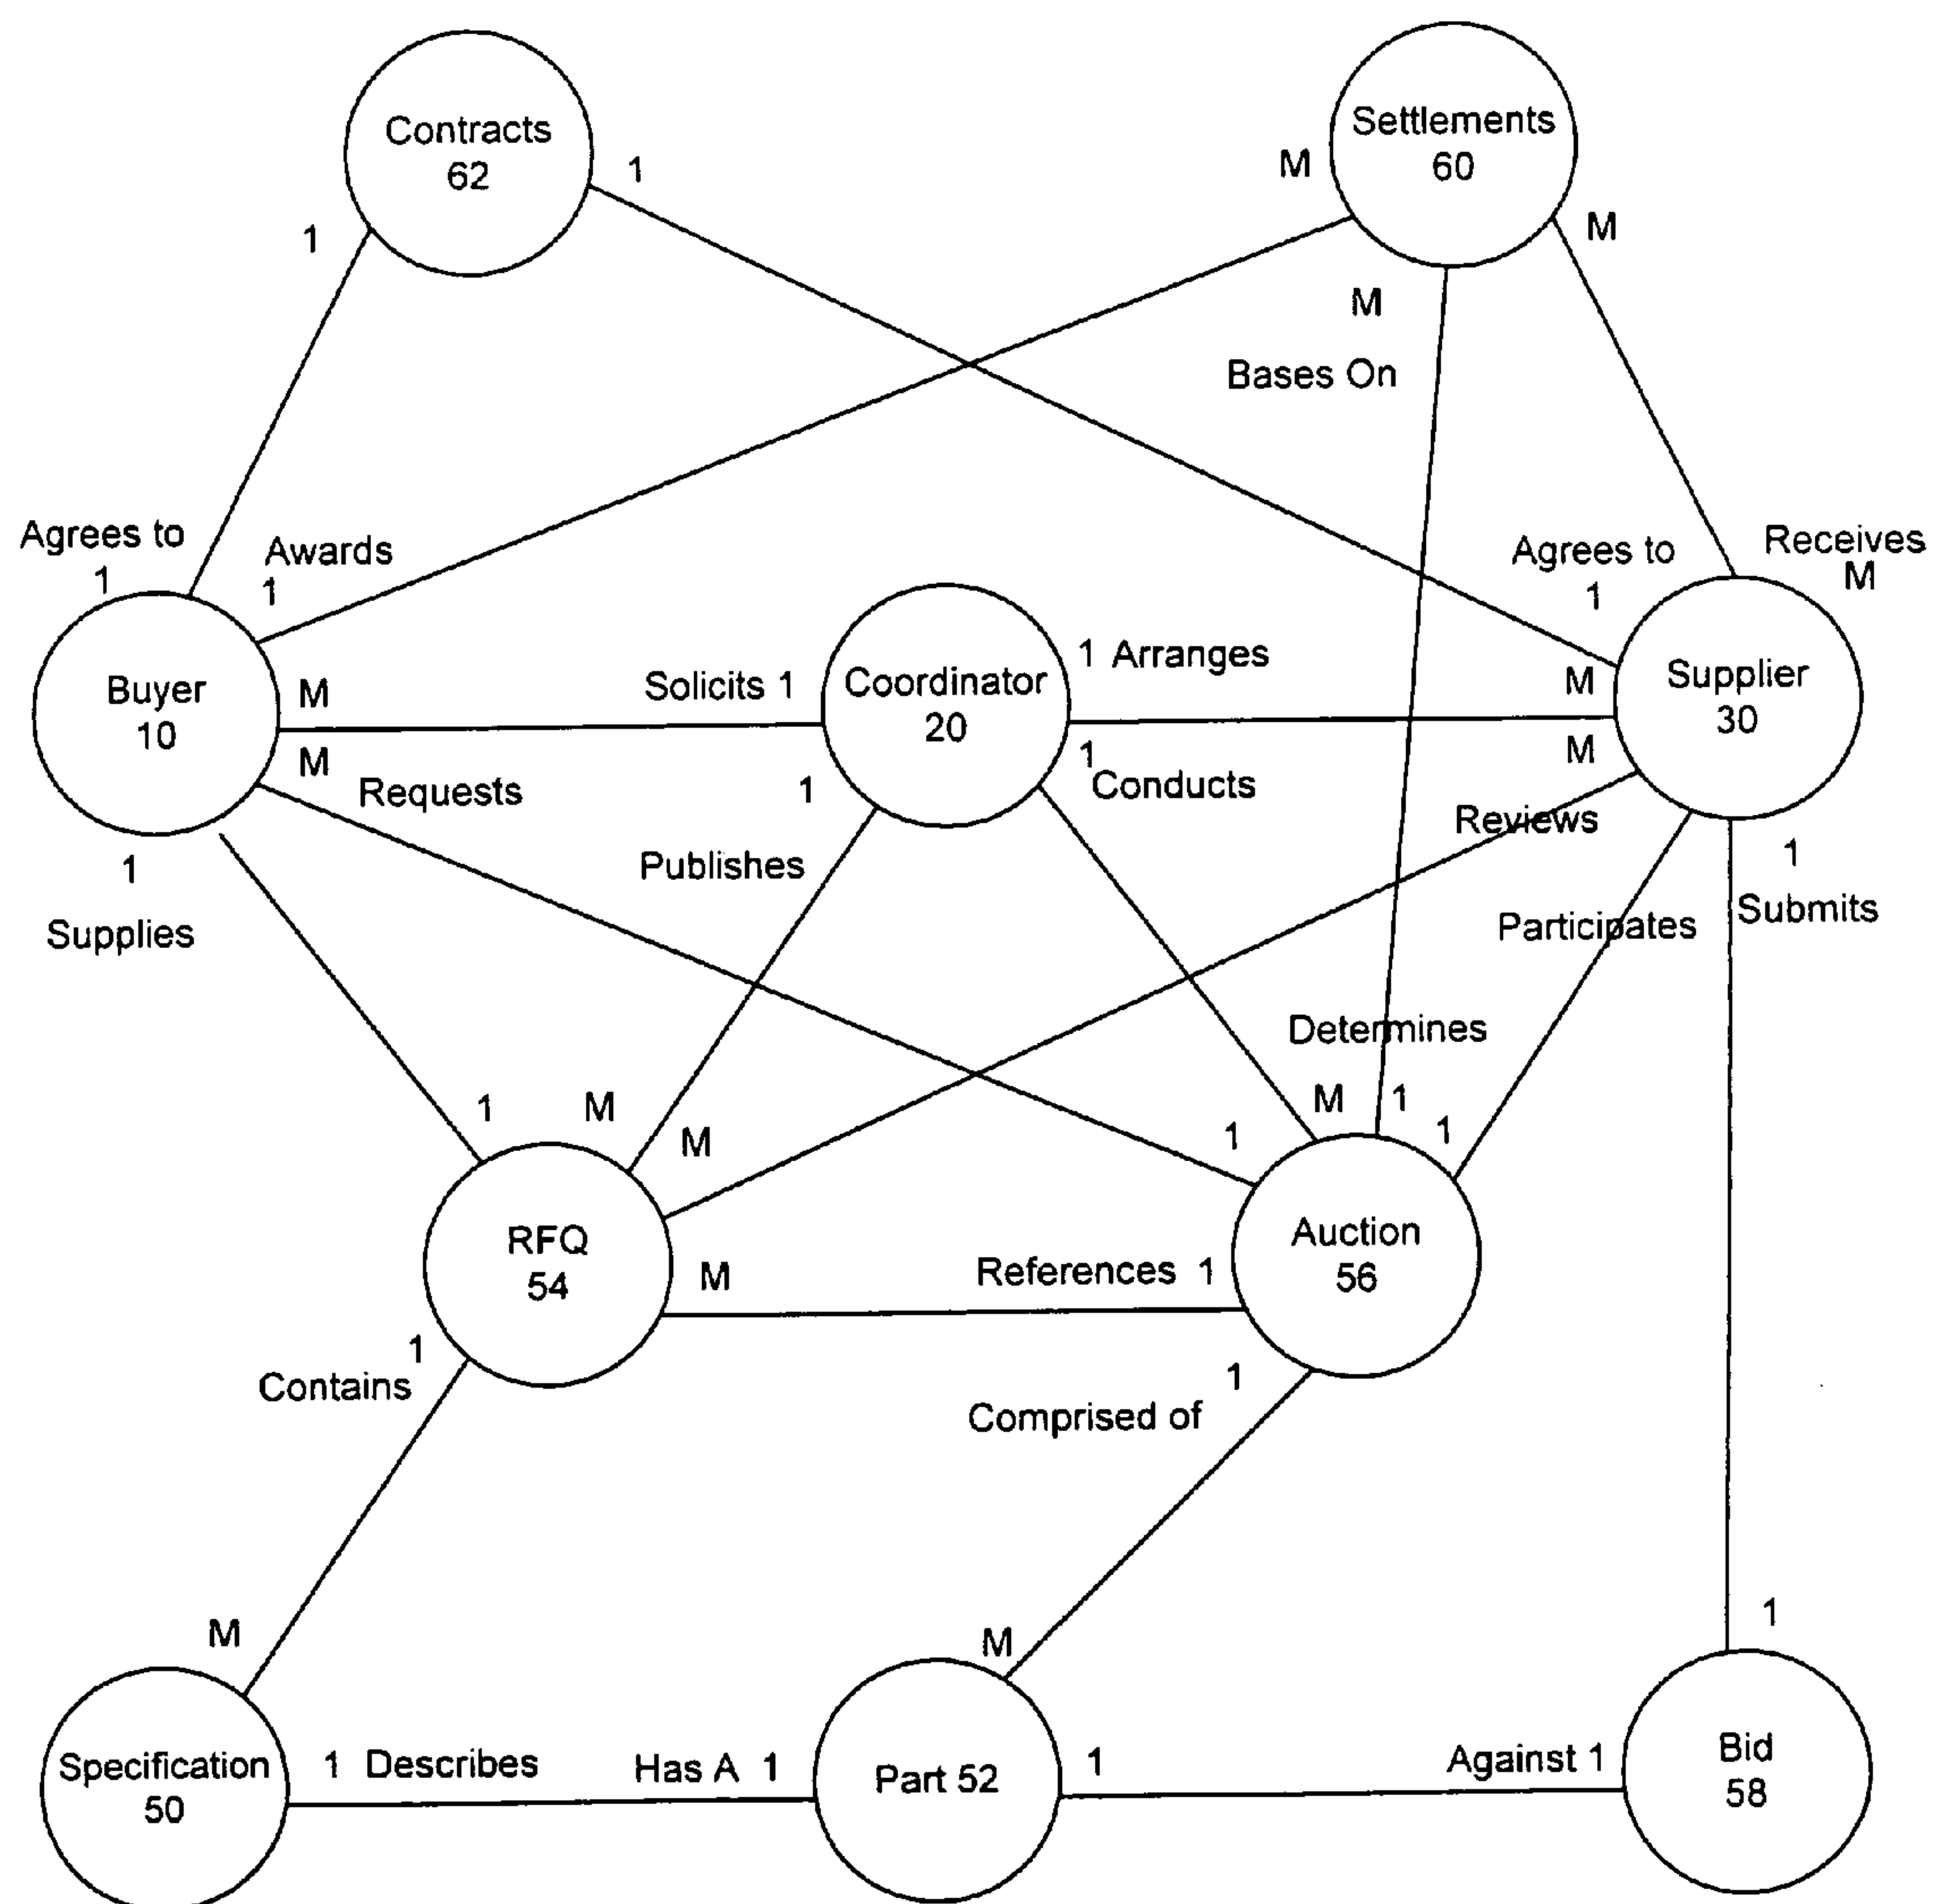 Contracts
62
1
1
Settlements
60
M
M
M
Bases On
Agrees to
1
Awards
1
Agrees to
1
Receives
M
Buyer
10
M
Solicits 1
Coordinator
20
1 Arranges
M
Supplier
30
M
Requests
1
1
Conducts
M
Reviews
1
Supplies
Publishes
Participates
1
Submits
Determines
1
M
M
1
M
1
1
RFQ
54
M
References 1
Auction
56
1
Contains
1
Comprised of
M
M
1
Specification
50
1 Describes
Has A 1
Part 52
1
Against 1
Bid
58